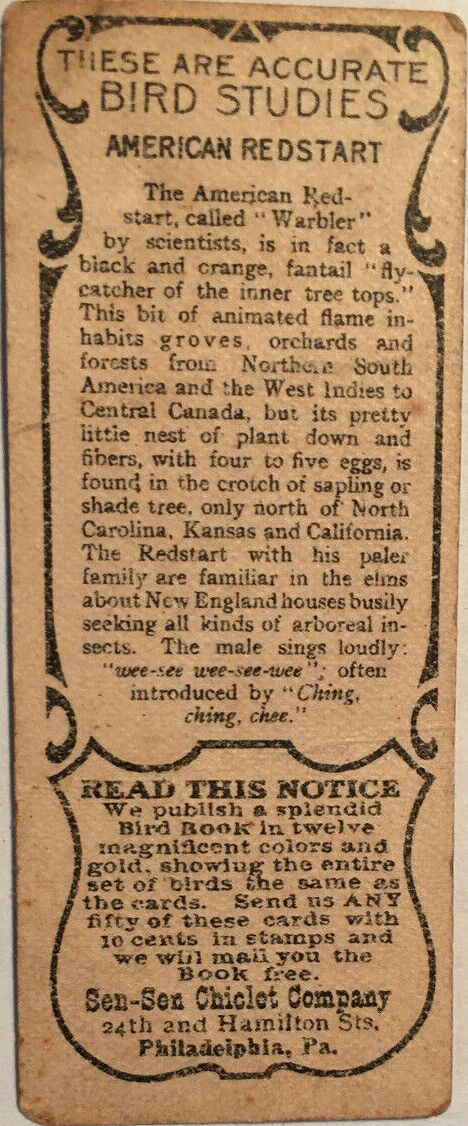 THESE ARE ACCURATE
BIRD STUDIES
AMERICAN REDSTART
The American Red-
start, called "Warbler"
by scientists, is in fact a
black and orange, fantail "fly-
catcher of the inner tree tops."
This bit of animated flame in-
habits groves, orchards and
forests from Northern South
America and the West Indies to
Central Canada, but its pretty
little nest of plant down and
fibers, with four to five eggs, is
found in the crotch of sapling or
shade tree, only north of North
Carolina, Kansas and California.
The Redstart with his paler
family are familiar in the elms
about New England houses busily
seeking all kinds of arboreal in-
sects. The male sings loudly:
"wee-see wee-see-wee"; often
introduced by "Ching,
ching, chee."
READ THIS NOTICE
We publish a splendid
Bird Book in twelve
magnificent colors and
gold, showing the entire
set of birds the same as
the cards. Send us ANY
fifty of these cards with
10 cents in stamps and
we will mail you the
Book free.
Sen-Sen Chiclet Company
24th and Hamilton Sts.
Philadelphia, Pa.